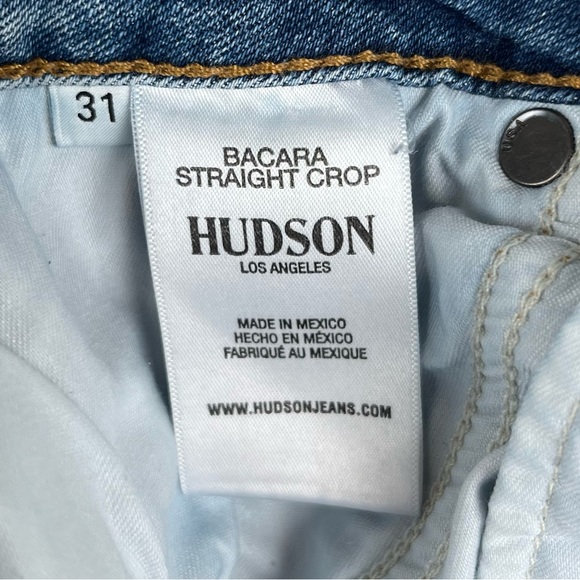 31
BACARA
STRAIGHT CROP
HUDSON
LOS ANGELES
MADE IN MEXICO
HECHO EN MÉXICO
FABRIQUÉ AU MEXIQUE
WWW.HUDSONJEANS.COM